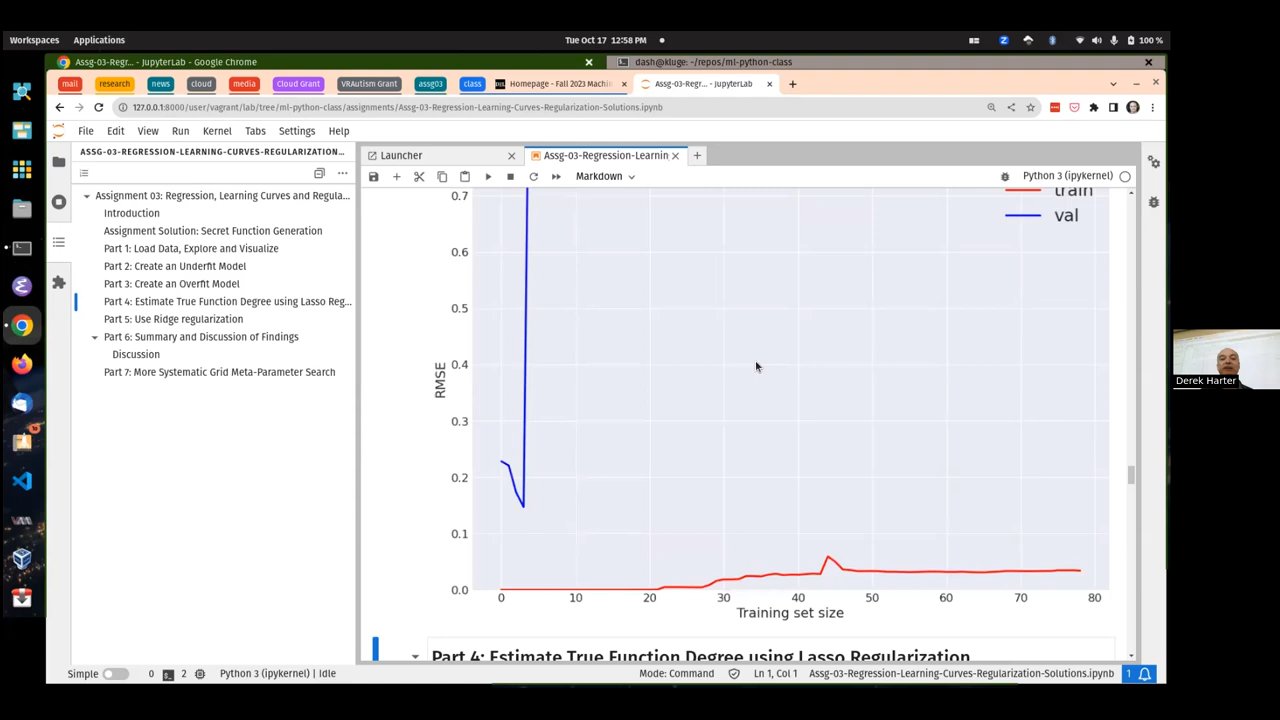 Workspaces Applications Tue Oct 17 12:58 PM 100 %
Assg-03-Regr... - JupyterLab - Google Chrome dash@kluge: ~/repos/ml-python-class
mail research news cloud media Cloud Grant VRAutism Grant assg03 class Homepage - Fall 2023 Machin Assg-03-Regr... - JupyterLab
127.0.0.1:8000/user/vagrant/lab/tree/ml-python-class/assignments/Assg-03-Regression-Learning-Curves-Regularization-Solutions.ipynb
File Edit View Run Kernel Tabs Settings Help
ASSG-03-REGRESSION-LEARNING-CURVES-REGULARIZATION...
Launcher Assg-03-Regression-Learnin
Markdown Python 3 (ipykernel)
Assignment 03: Regression, Learning Curves and Regula...
Introduction
Assignment Solution: Secret Function Generation
Part 1: Load Data, Explore and Visualize
Part 2: Create an Underfit Model
Part 3: Create an Overfit Model
Part 4: Estimate True Function Degree using Lasso Reg...
Part 5: Use Ridge regularization
Part 6: Summary and Discussion of Findings
Discussion
Part 7: More Systematic Grid Meta-Parameter Search
train
val
0.7
0.6
0.5
0.4
0.3
0.2
0.1
0.0
RMSE
0 10 20 30 40 50 60 70 80
Training set size
Part 4: Estimate True Function Degree using Lasso Regularization
Derek Harter
Simple 0 2 Python 3 (ipykernel) | Idle Mode: Command Ln 1, Col 1 Assg-03-Regression-Learning-Curves-Regularization-Solutions.ipynb 1